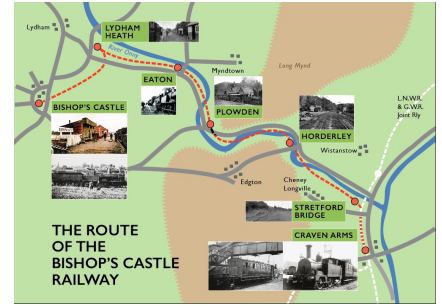 Lydham
LYDHAM
HEATH
River Onny
Myndtown
Long Mynd
EATON
BISHOP'S CASTLE
PLOWDEN
HORDERLEY
L.N.W.R.
& G.W.R.
Joint Rly
Wistanstow
Edgton
Cheney
Longville
STRETFORD
BRIDGE
CRAVEN ARMS
THE ROUTE
OF THE
BISHOP'S CASTLE
RAILWAY